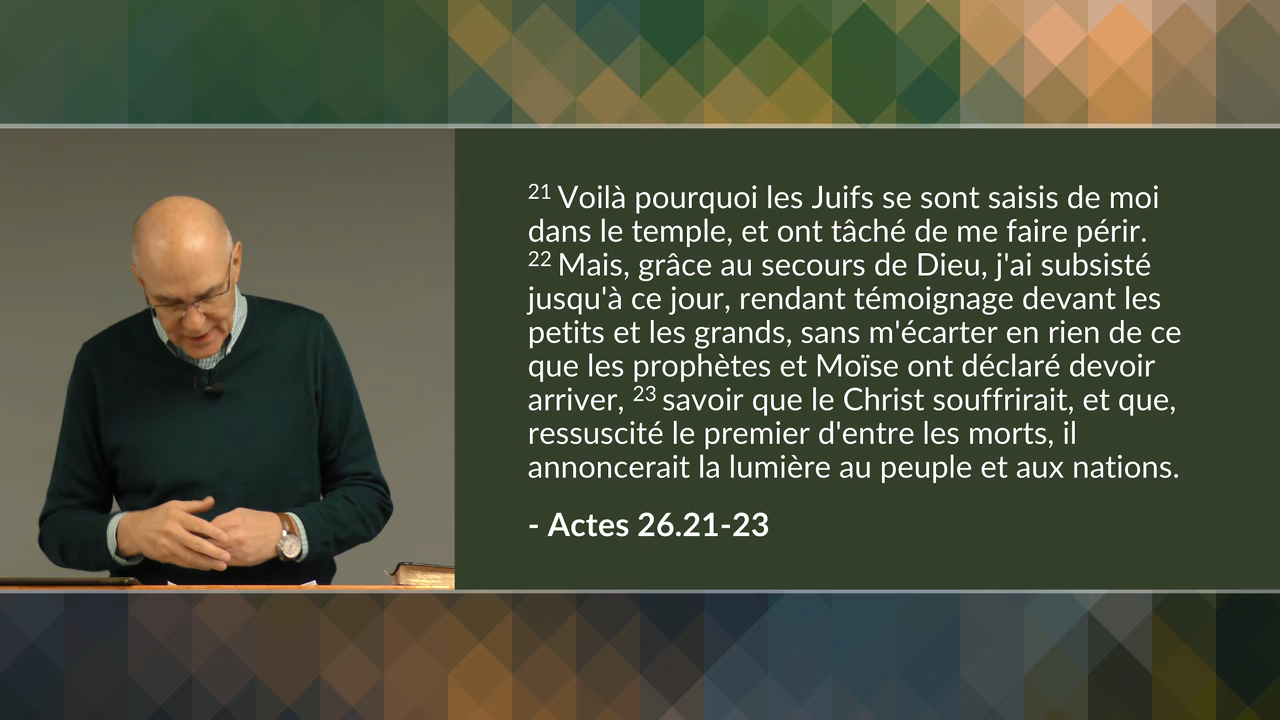 21 Voilà pourquoi les Juifs se sont saisis de moi
dans le temple, et ont tâché de me faire périr.
22 Mais, grâce au secours de Dieu, j'ai subsisté
jusqu'à ce jour, rendant témoignage devant les
petits et les grands, sans m'écarter en rien de ce
que les prophètes et Moïse ont déclaré devoir
arriver, 23 savoir que le Christ souffrirait, et que,
ressuscité le premier d'entre les morts, il
annoncerait la lumière au peuple et aux nations.
- Actes 26.21-23